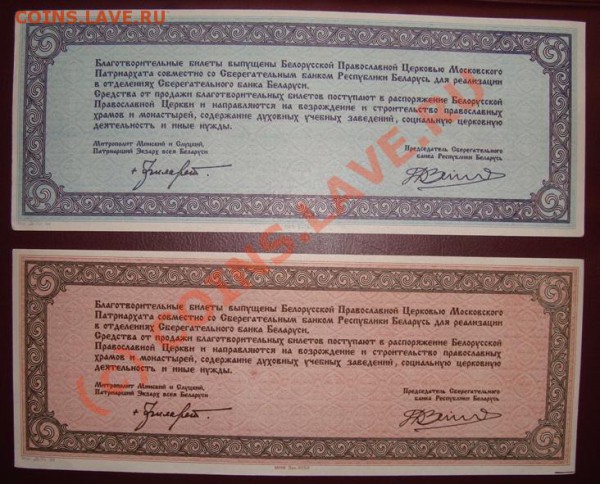 COINS.LAVE.RU
Благотворительные билеты выпущены Белорусской Православной Церковью Московского
Патриархата совместно со Сберегательным банком Республики Беларусь для реализации
в отделениях Сберегательного банка Беларуси.
Средства от продажи благотворительных билетов поступают в распоряжение Белорусской
Православной Церкви и направляются на возрождение и строительство православных
храмов и монастырей, содержание духовных учебных заведений, социальную церковную
деятельность и иные нужды.
Митрополит Минский и Слуцкий,
Патриарший Экзарх всея Беларуси
Председатель Сберегательного
банка Республики Беларусь
COINS.LAVE.RU
Благотворительные билеты выпущены Белорусской Православной Церковью Московского
Патриархата совместно со Сберегательным банком Республики Беларусь для реализации
в отделениях Сберегательного банка Беларуси.
Средства от продажи благотворительных билетов поступают в распоряжение Белорусской
Православной Церкви и направляются на возрождение и строительство православных
храмов и монастырей, содержание духовных учебных заведений, социальную церковную
деятельность и иные нужды.
Митрополит Минский и Слуцкий,
Патриарший Экзарх всея Беларуси
Председатель Сберегательного
банка Республики Беларусь